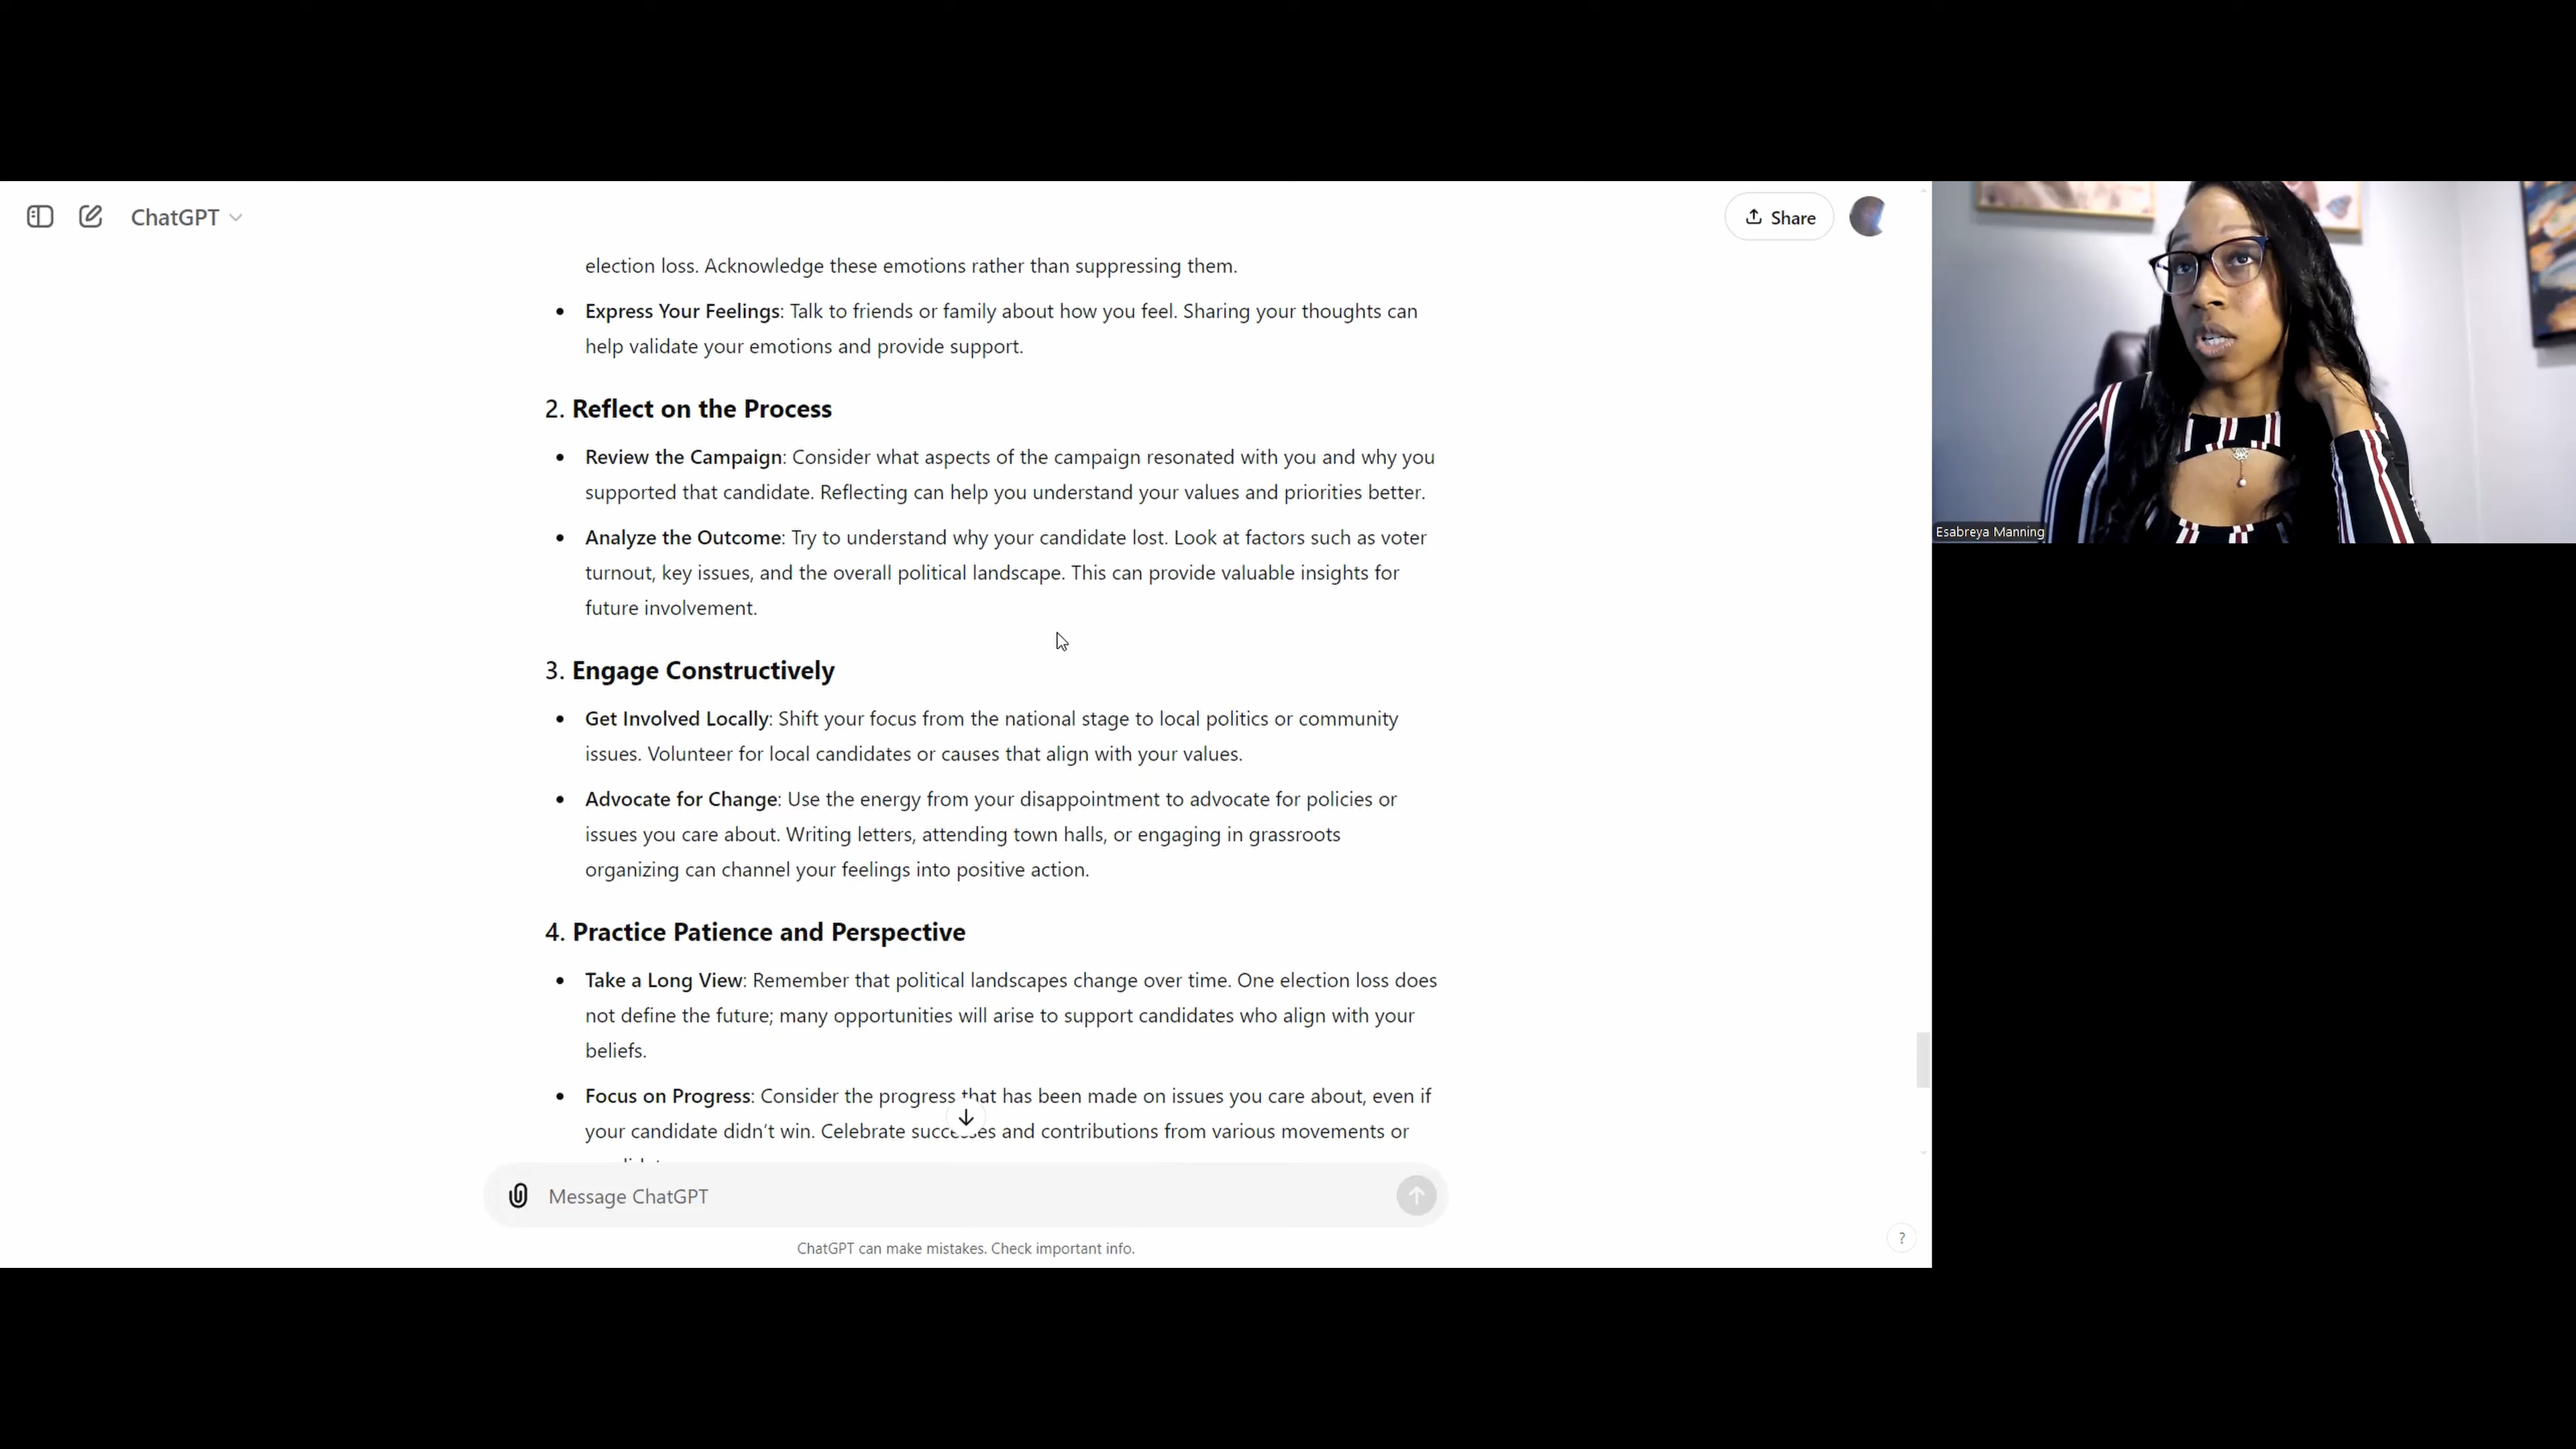 ChatGPT
Share
election loss. Acknowledge these emotions rather than suppressing them.
• Express Your Feelings: Talk to friends or family about how you feel. Sharing your thoughts can
help validate your emotions and provide support.
2. Reflect on the Process
• Review the Campaign: Consider what aspects of the campaign resonated with you and why you
supported that candidate. Reflecting can help you understand your values and priorities better.
• Analyze the Outcome: Try to understand why your candidate lost. Look at factors such as voter
turnout, key issues, and the overall political landscape. This can provide valuable insights for
future involvement.
3. Engage Constructively
• Get Involved Locally: Shift your focus from the national stage to local politics or community
issues. Volunteer for local candidates or causes that align with your values.
• Advocate for Change: Use the energy from your disappointment to advocate for policies or
issues you care about. Writing letters, attending town halls, or engaging in grassroots
organizing can channel your feelings into positive action.
4. Practice Patience and Perspective
• Take a Long View: Remember that political landscapes change over time. One election loss does
not define the future; many opportunities will arise to support candidates who align with your
beliefs.
• Focus on Progress: Consider the progress that has been made on issues you care about, even if
your candidate didn't win. Celebrate successes and contributions from various movements or
Message ChatGPT
ChatGPT can make mistakes. Check important info.
?
Esabreya Manning